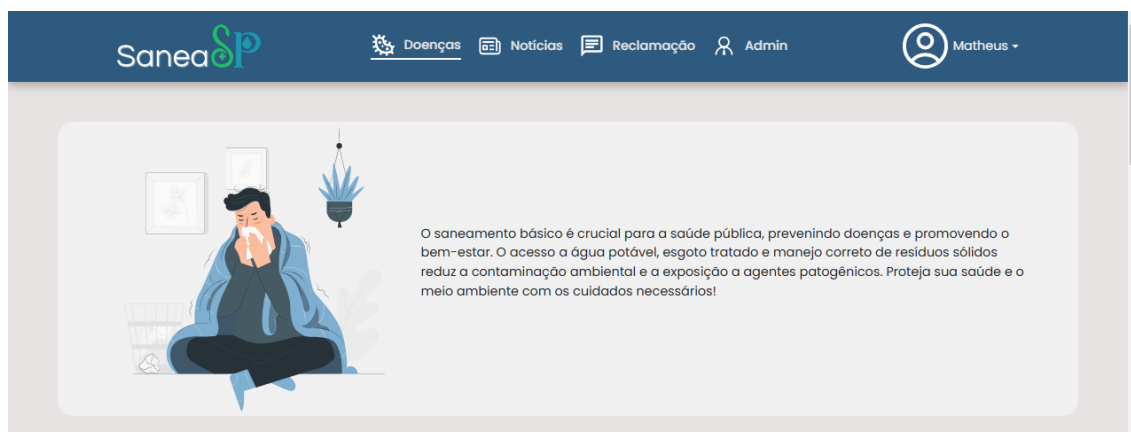 SaneaSP
Doenças
Notícias
Reclamação
Admin
Matheus
O saneamento básico é crucial para a saúde pública, prevenindo doenças e promovendo o
bem-estar. O acesso a água potável, esgoto tratado e manejo correto de resíduos sólidos
reduz a contaminação ambiental e a exposição a agentes patogênicos. Proteja sua saúde e o
meio ambiente com os cuidados necessários!